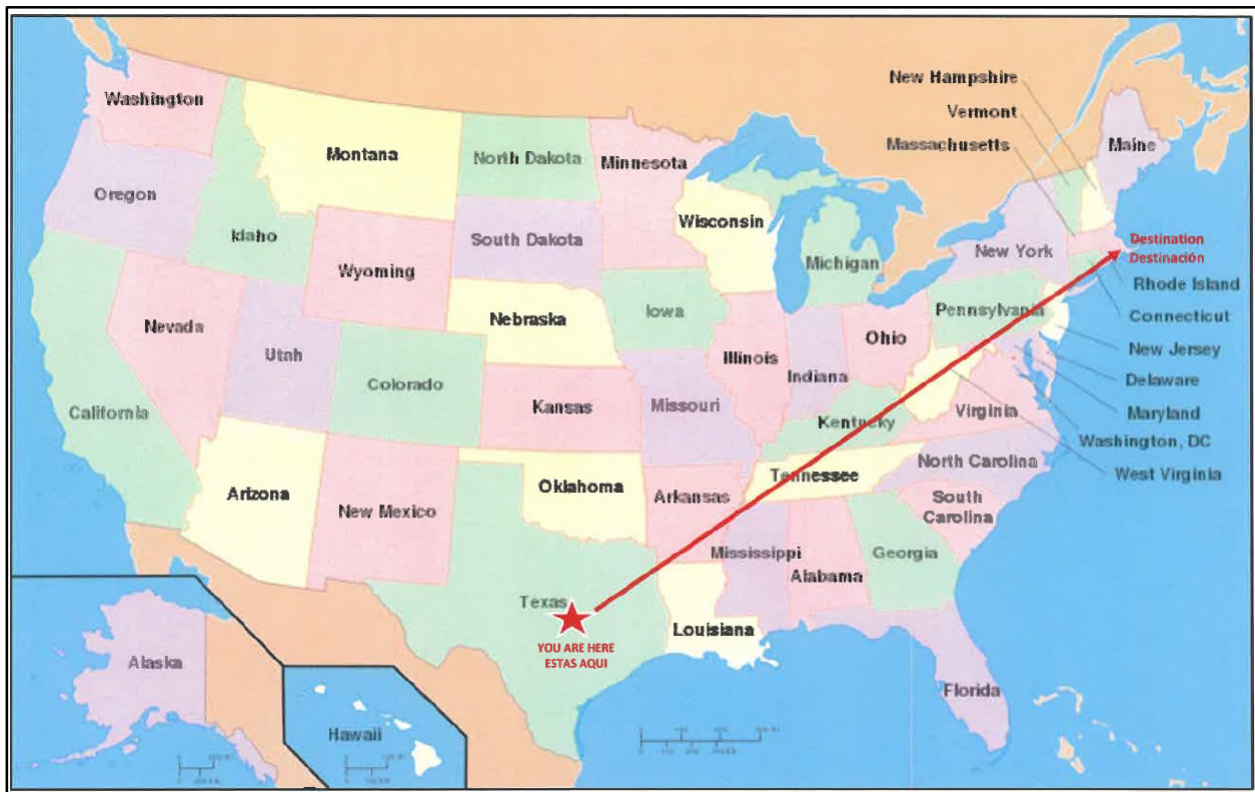 New Hampshire
Washington
Vermont
Massachusetts
Maine
Montana
North Dakota
Minnesota
Oregon
Idaho
Wisconsin
South Dakota
Destination
Destinación
New York
Michigan
Wyoming
Rhode Island
Nebraska
Iowa
Pennsylvania
Connecticut
Nevada
Ohio
New Jersey
Utah
Illinois
Indiana
Colorado
Delaware
Kansas
Missouri
California
Virginia
Maryland
Kentucky
Washington, DC
North Carolina
Tennessee
West Virginia
Oklahoma
Arizona
Arkansas
New Mexico
South
Carolina
Mississippi
Georgia
Alabama
Texas
Louisiana
YOU ARE HERE
ESTAS AQUI
Alaska
Florida
Hawaii